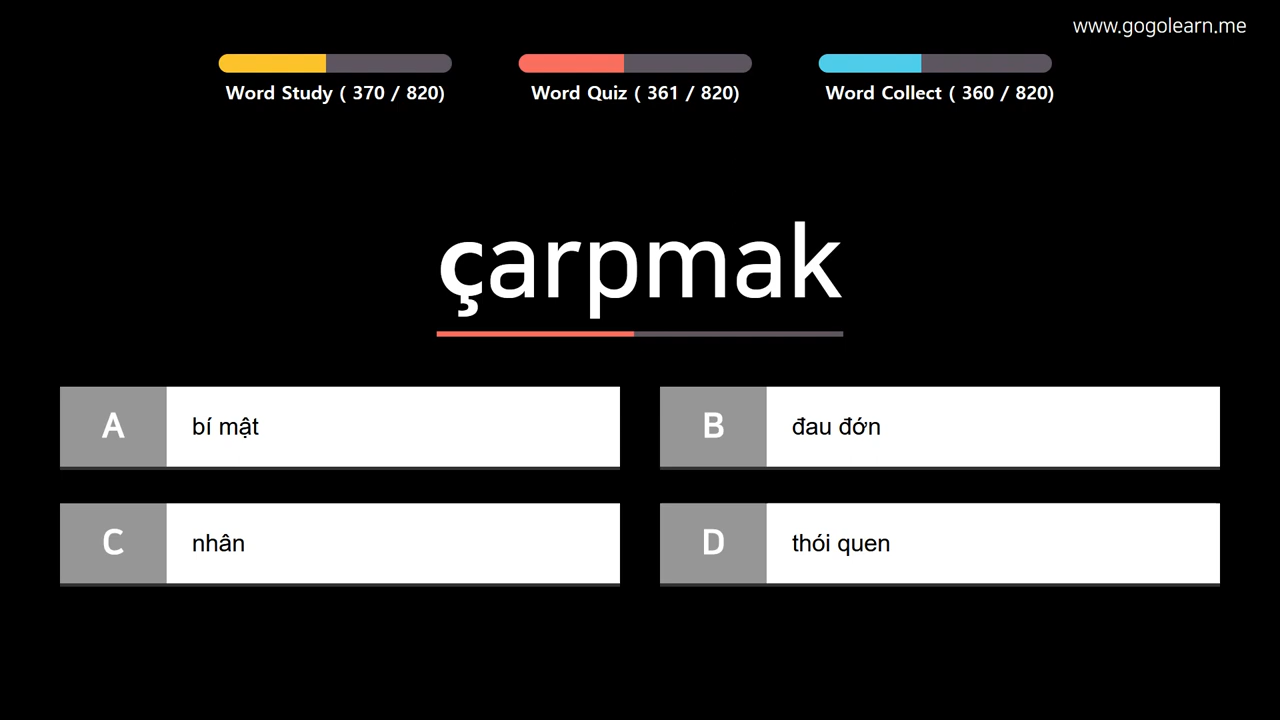 www.gogolearn.me
Word Study ( 370 / 820)
Word Quiz ( 361 / 820)
Word Collect ( 360 / 820)
çarpmak
A bí mật
B đau đớn
C nhân
D thói quen